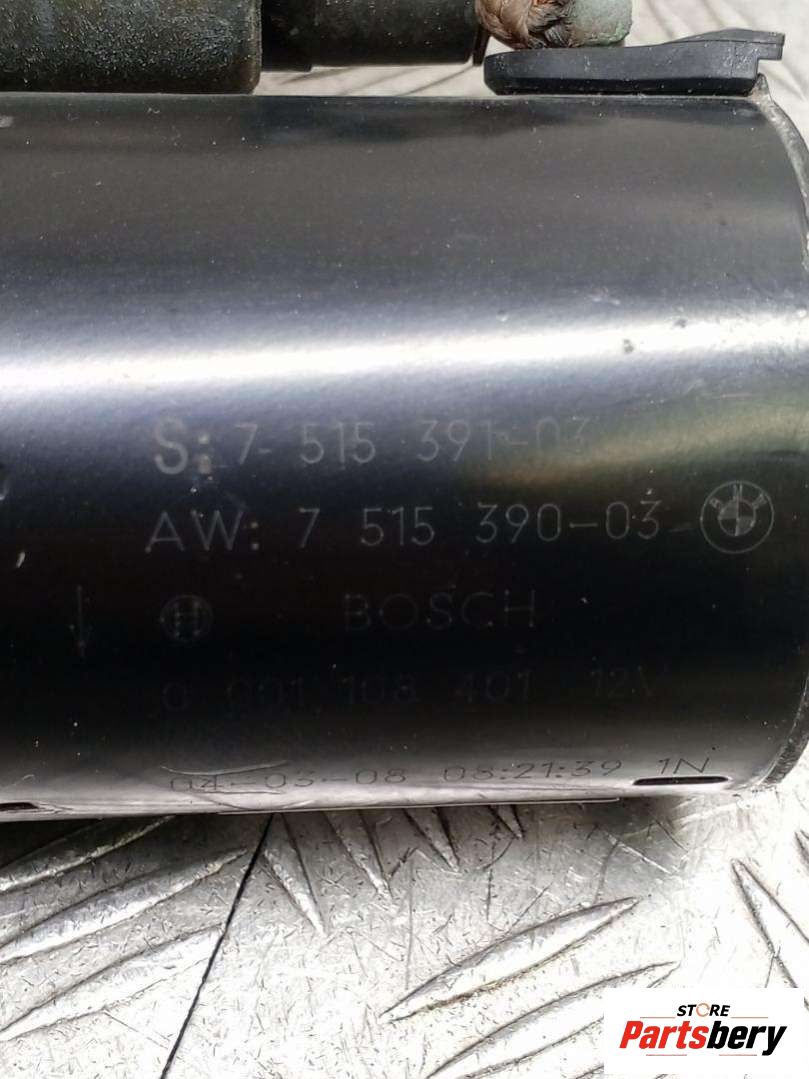 S: 7 515 391-03
AW: 7 515 390-03
BOSCH
0 001 108 401 12V
04-03-08 08:21:39 1N
STORE
Partsbery